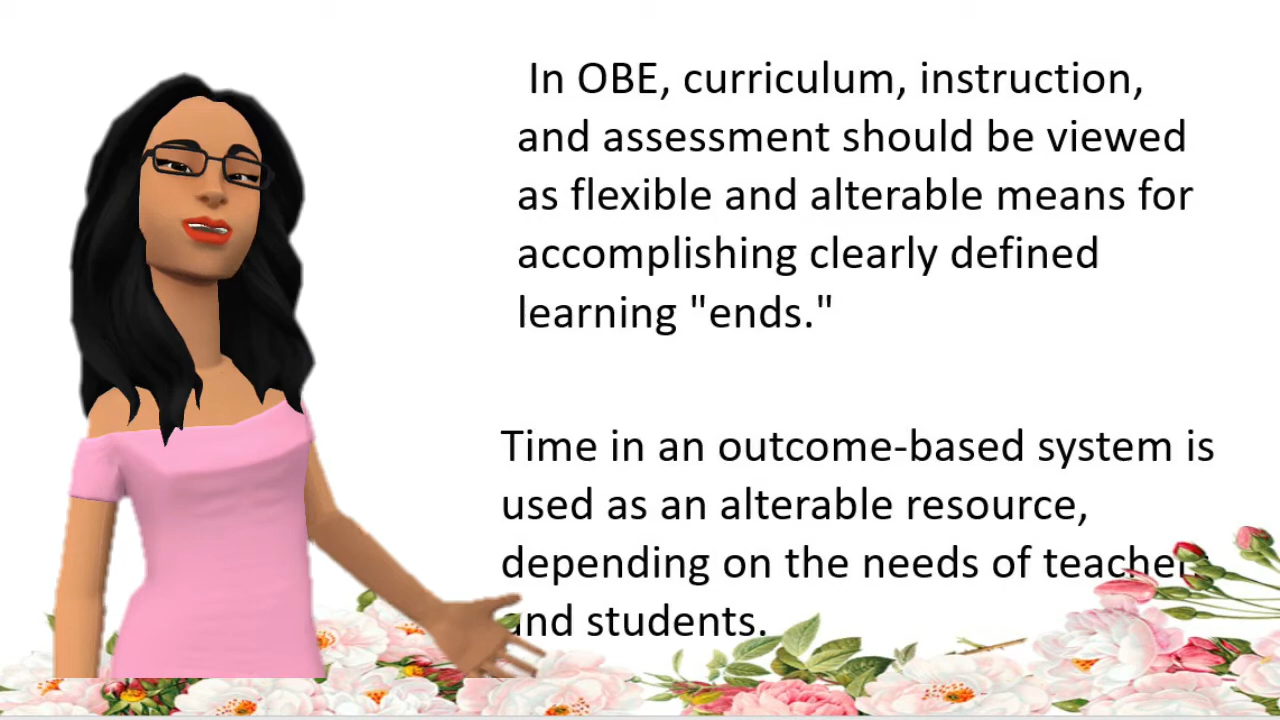 In OBE, curriculum, instruction,
and assessment should be viewed
as flexible and alterable means for
accomplishing clearly defined
learning "ends."
Time in an outcome-based system is
used as an alterable resource,
depending on the needs of teacher
and students.